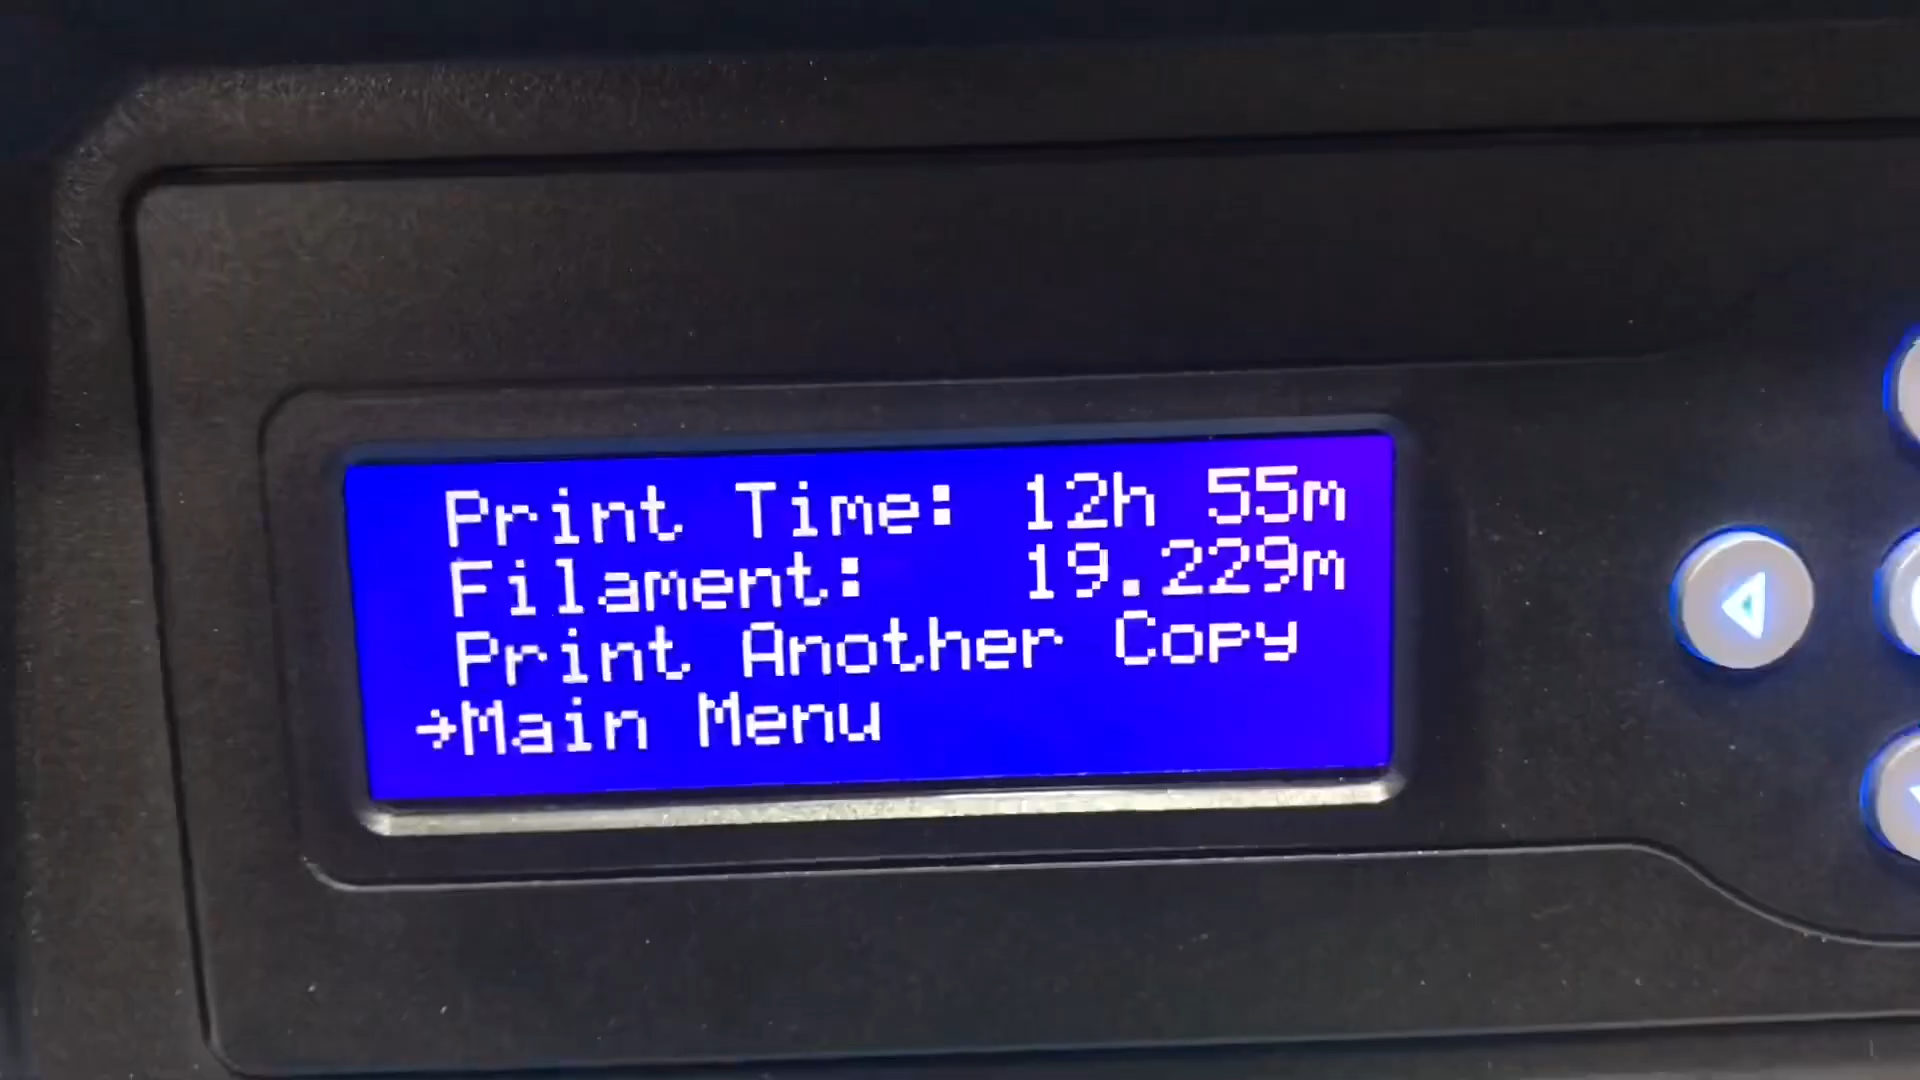 Print Time: 12h 55m
Filament: 19.229m
Print Another Copy
→Main Menu